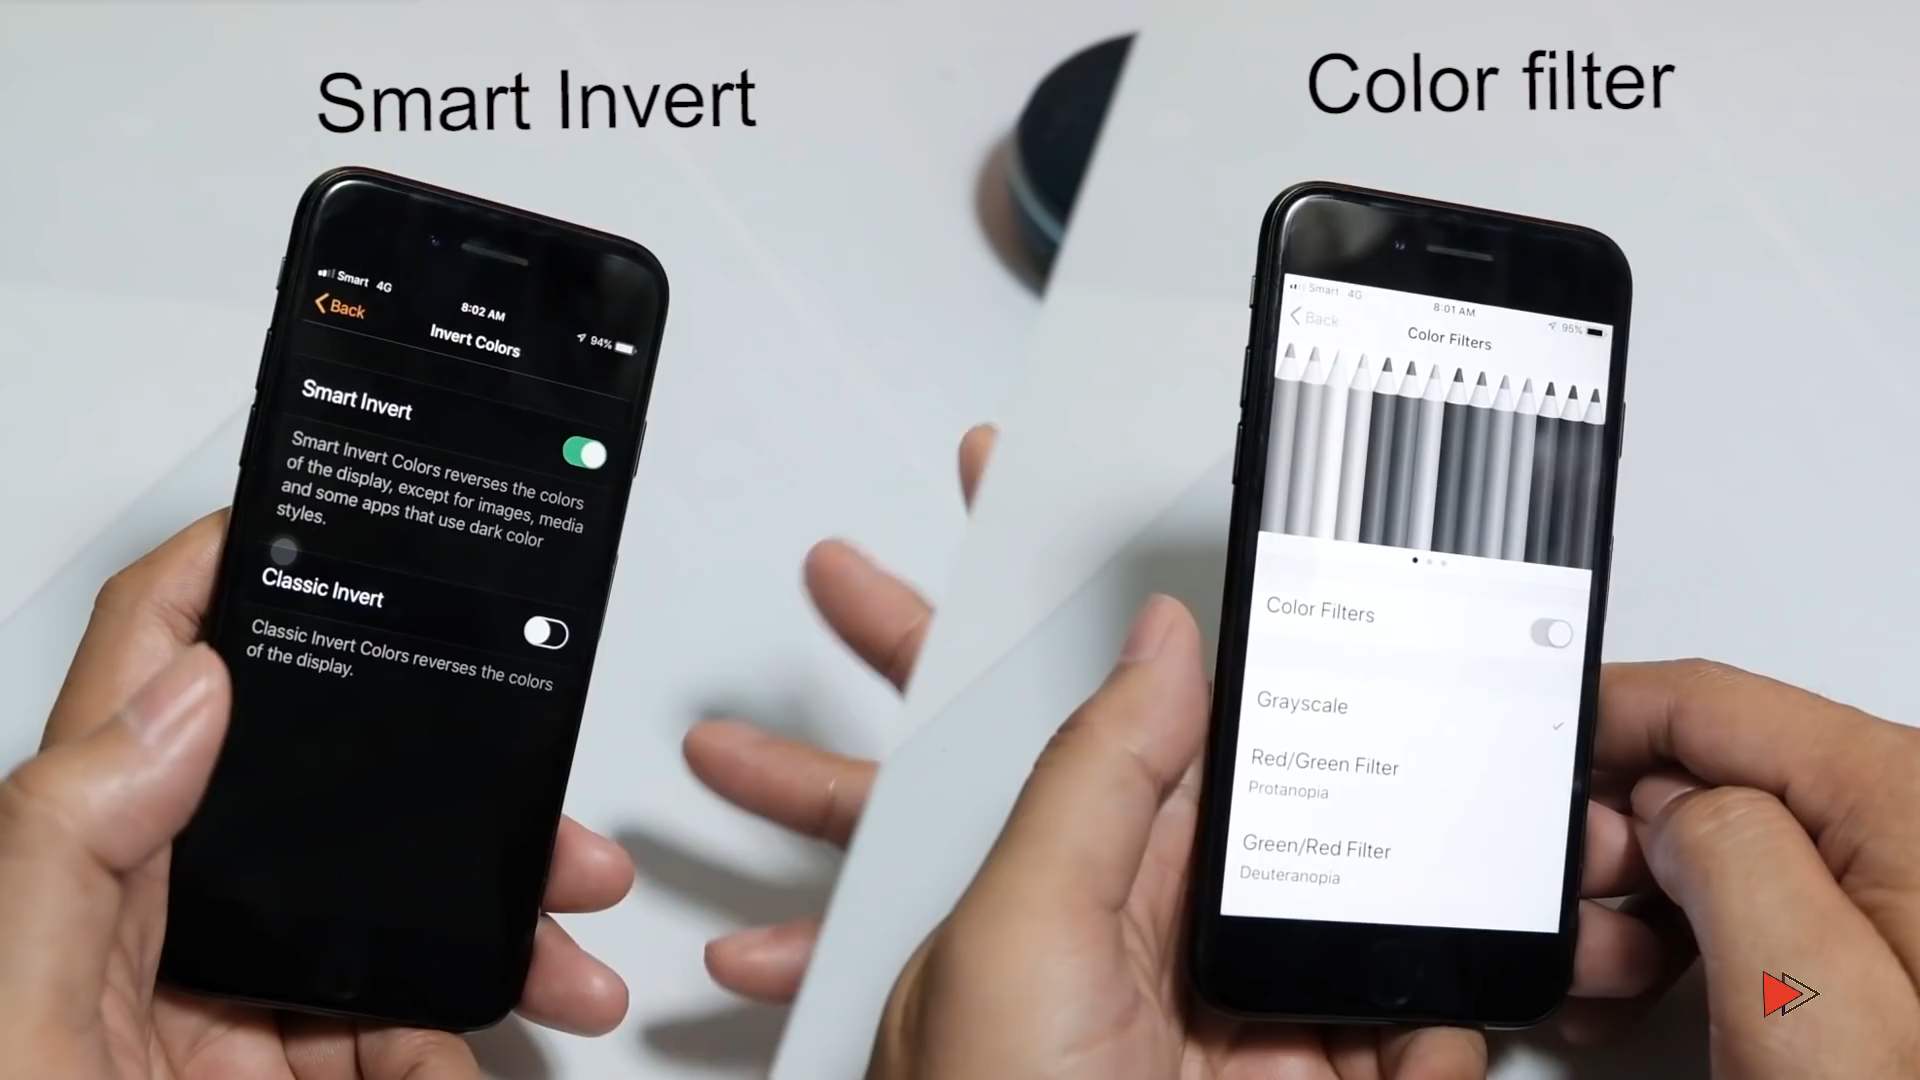 Smart Invert
Smart 4G
8:02 AM
94%
Back
Invert Colors
Smart Invert
Smart Invert Colors reverses the colors
of the display, except for images, media
and some apps that use dark color
styles.
Classic Invert
Classic Invert Colors reverses the colors
of the display.
Color filter
Smart 4G
8:01 AM
95%
Back
Color Filters
Color Filters
Grayscale
Red/Green Filter
Protanopia
Green/Red Filter
Deuteranopia